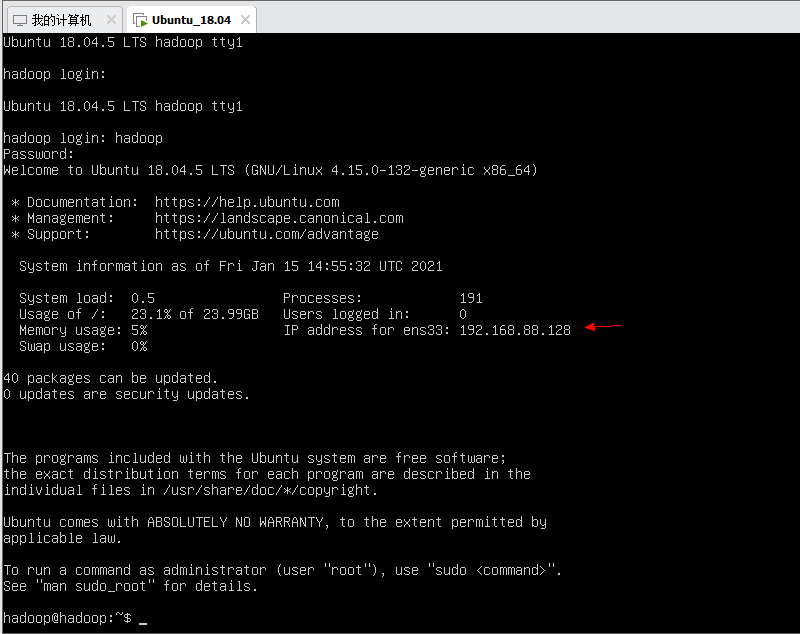 我的计算机 Ubuntu_18.04
Ubuntu 18.04.5 LTS hadoop tty1
hadoop login:
Ubuntu 18.04.5 LTS hadoop tty1
hadoop login: hadoop
Password:
Welcome to Ubuntu 18.04.5 LTS (GNU/Linux 4.15.0-132-generic x86_64)
* Documentation:  https://help.ubuntu.com
* Management:     https://landscape.canonical.com
* Support:        https://ubuntu.com/advantage
System information as of Fri Jan 15 14:55:32 UTC 2021
System load:  0.5                Processes:            191
Usage of /:   23.1% of 23.99GB   Users logged in:      0
Memory usage: 5%                 IP address for ens33: 192.168.88.128
Swap usage:   0%
40 packages can be updated.
0 updates are security updates.
The programs included with the Ubuntu system are free software;
the exact distribution terms for each program are described in the
individual files in /usr/share/doc/*/copyright.
Ubuntu comes with ABSOLUTELY NO WARRANTY, to the extent permitted by
applicable law.
To run a command as administrator (user "root"), use "sudo <command>".
See "man sudo_root" for details.
hadoop@hadoop:~$ _